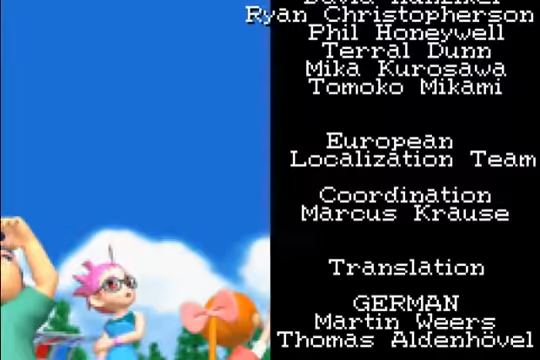 Ryan Christopherson
Phil Honeywell
Terral Dunn
Mika Kurosawa
Tomoko Mikami
European
Localization Team
Coordination
Marcus Krause
Translation
GERMAN
Martin Weers
Thomas Aldenhövel